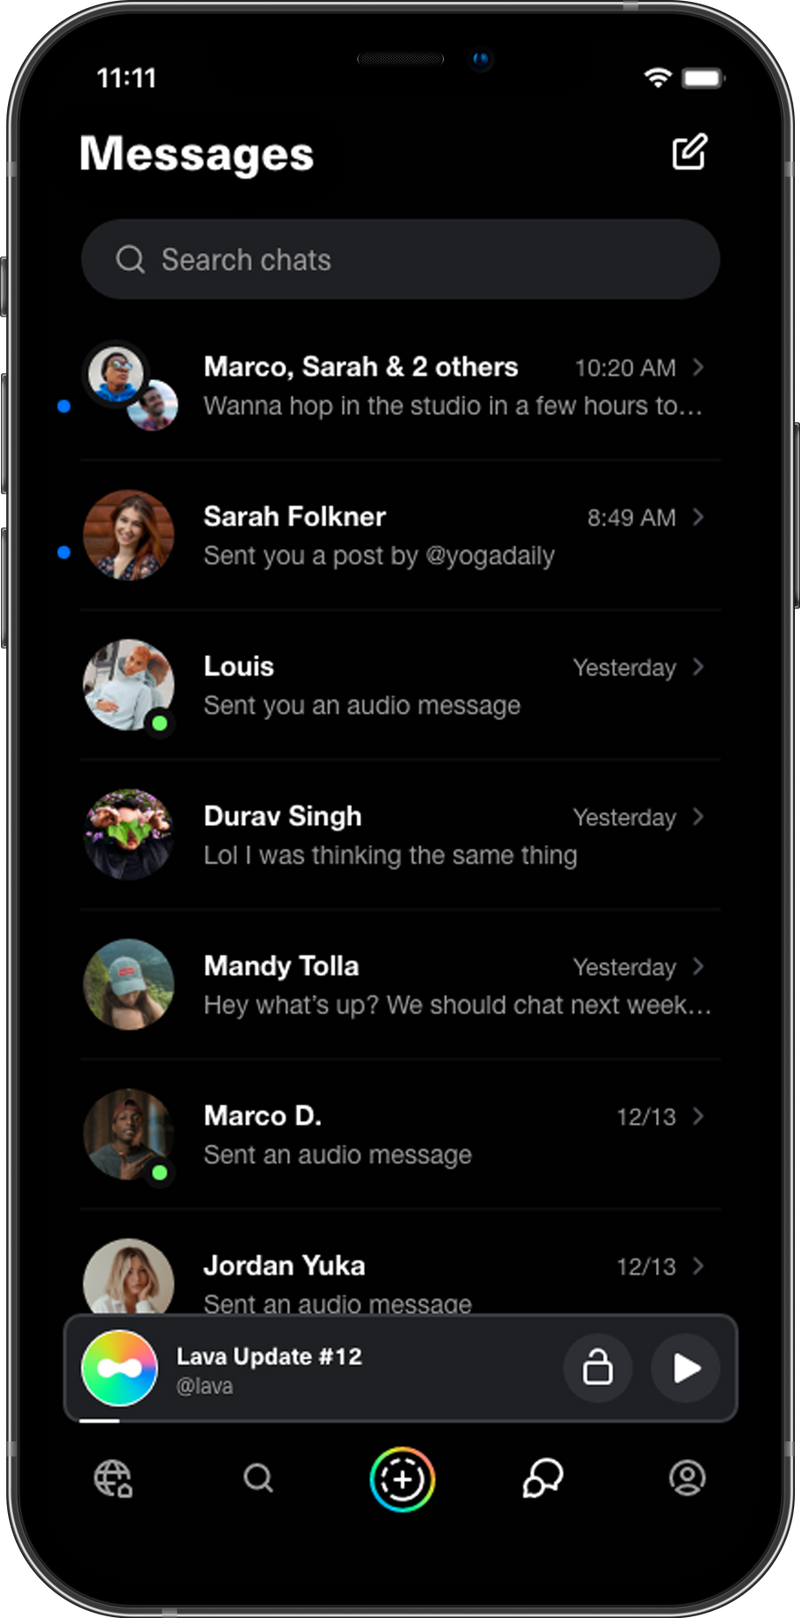 11:11
Messages
Search chats
Marco, Sarah & 2 others 10:20 AM
Wanna hop in the studio in a few hours to...
Sarah Folkner 8:49 AM
Sent you a post by @yogadaily
Louis Yesterday
Sent you an audio message
Durav Singh Yesterday
Lol I was thinking the same thing
Mandy Tolla Yesterday
Hey what's up? We should chat next week...
Marco D. 12/13
Sent an audio message
Jordan Yuka 12/13
Sent an audio message
Lava Update #12
@lava